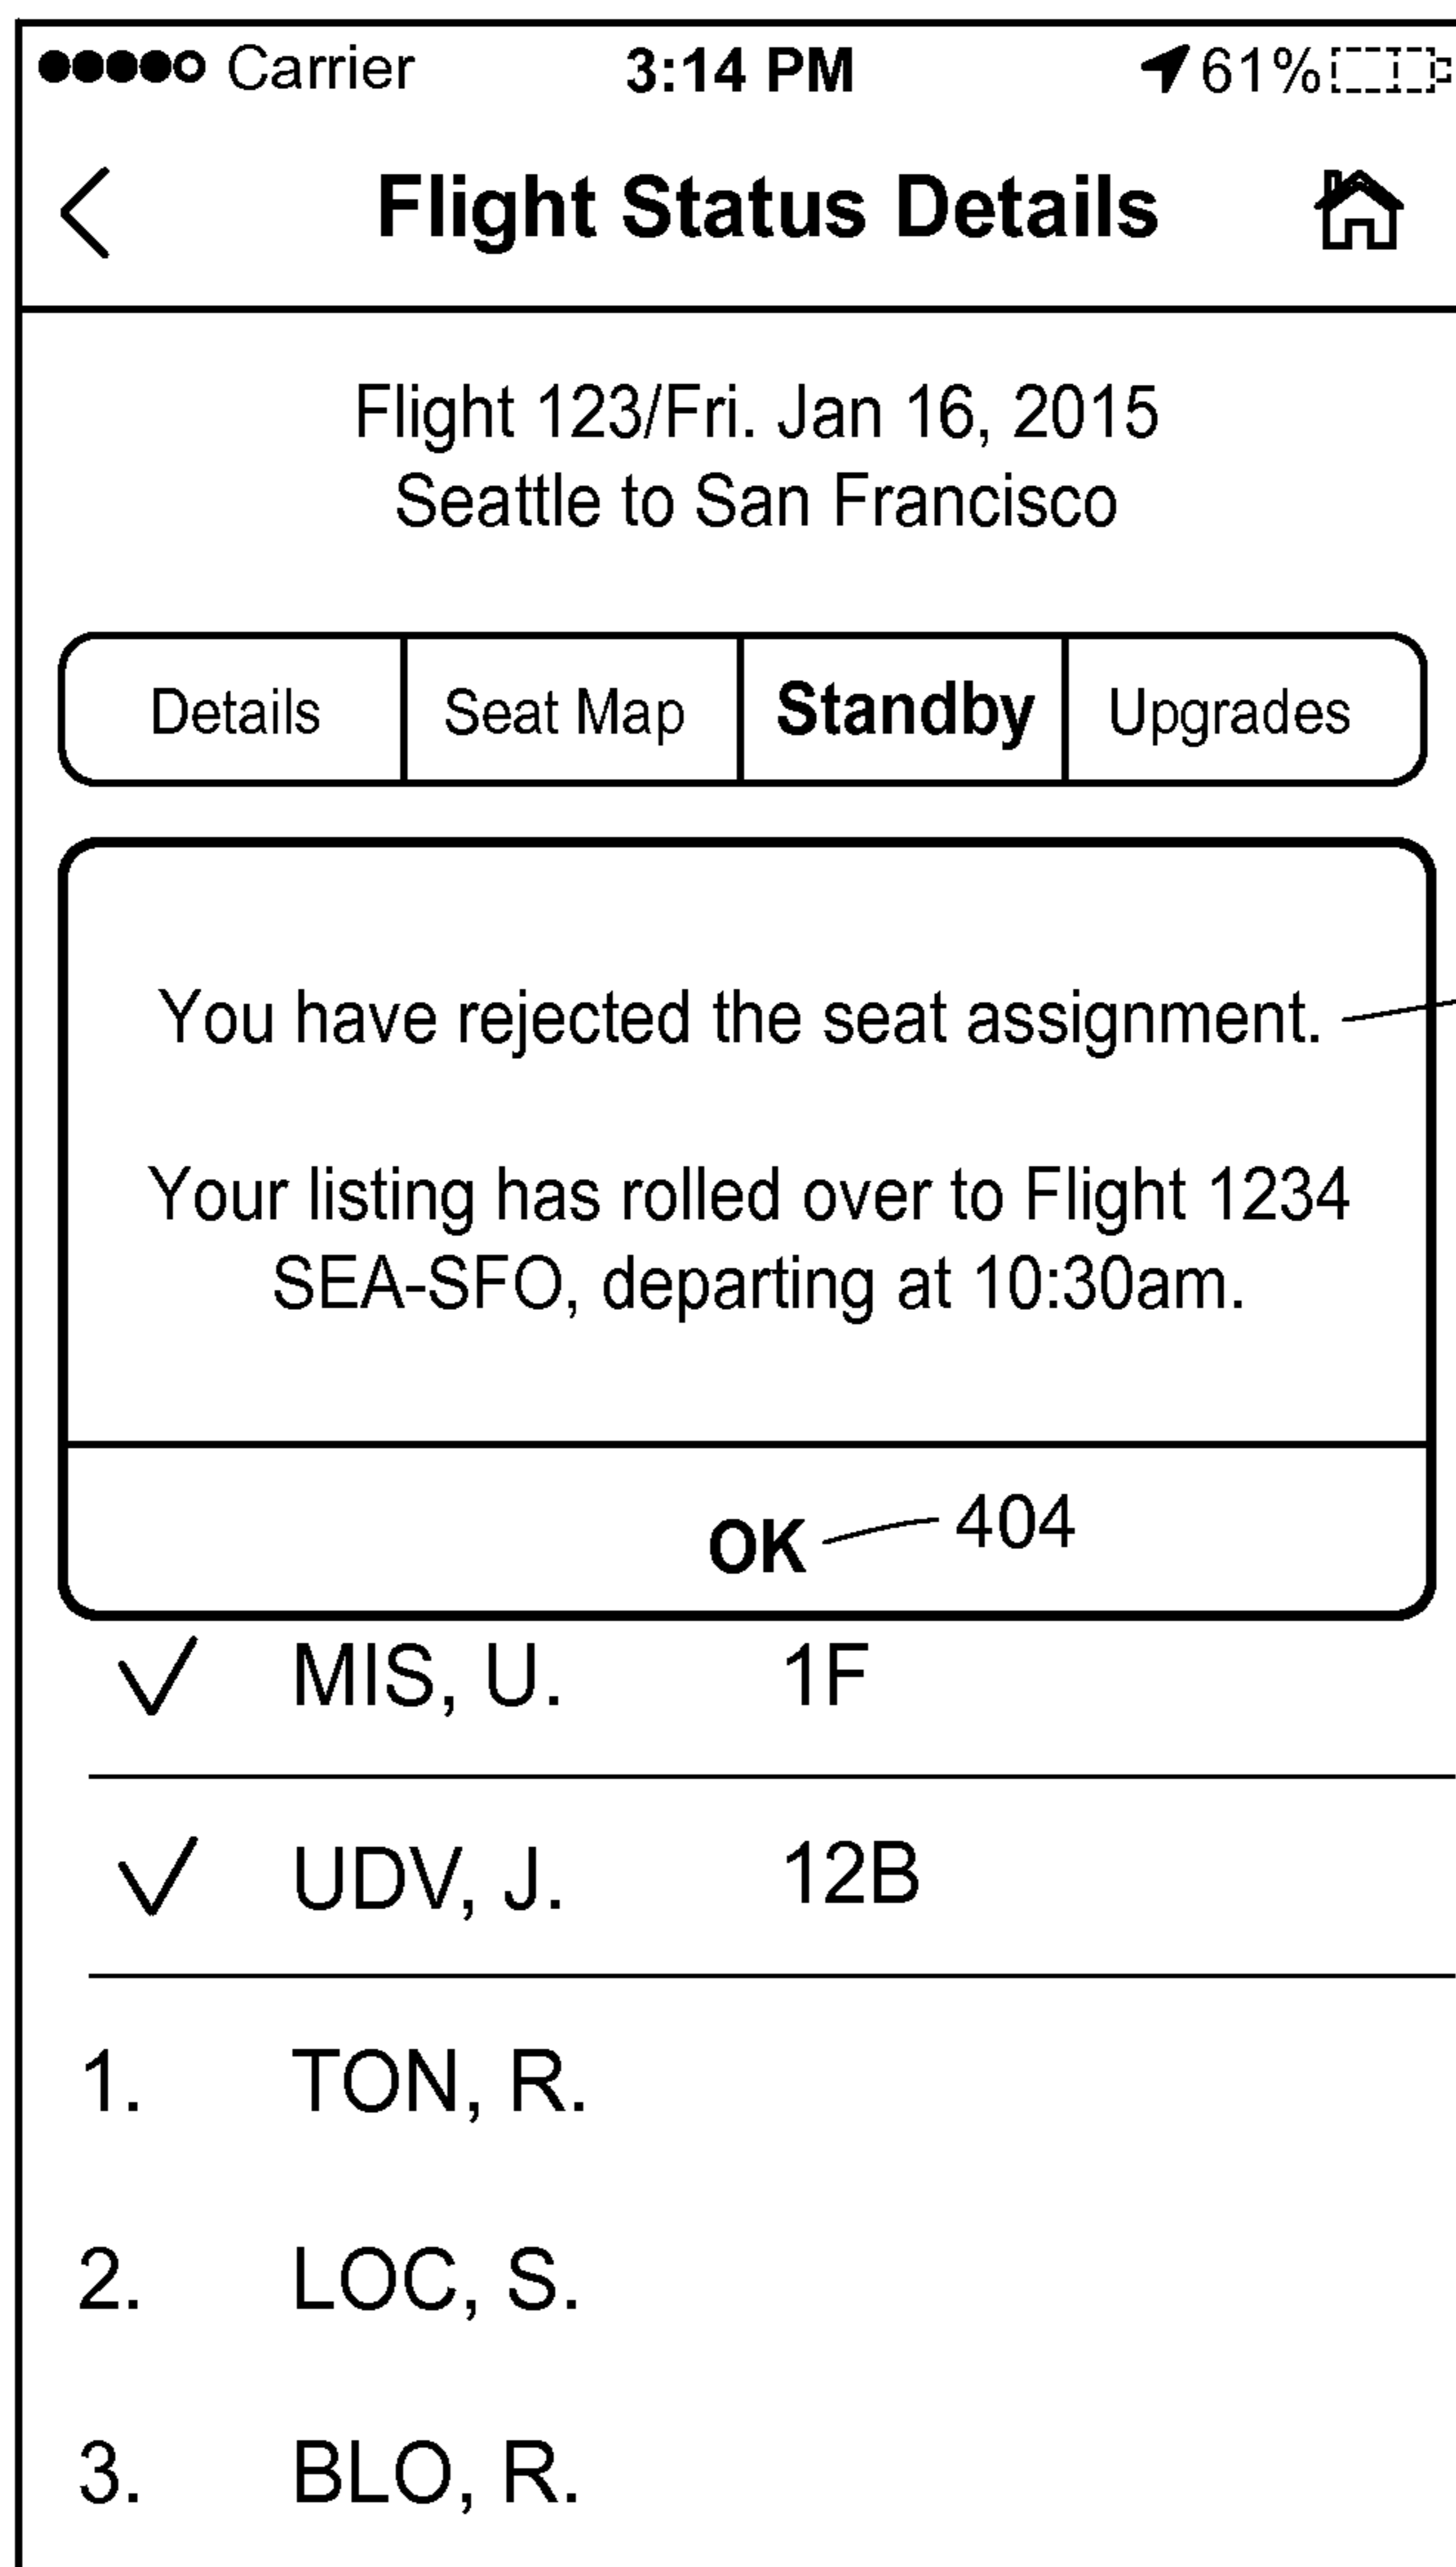 Carrier 3:14 PM 61%
Flight Status Details
Flight 123/Fri. Jan 16, 2015
Seattle to San Francisco
Details Seat Map Standby Upgrades
You have rejected the seat assignment.
Your listing has rolled over to Flight 1234
SEA-SFO, departing at 10:30am.
OK 404
MIS, U. 1F
UDV, J. 12B
1. TON, R.
2. LOC, S.
3. BLO, R.